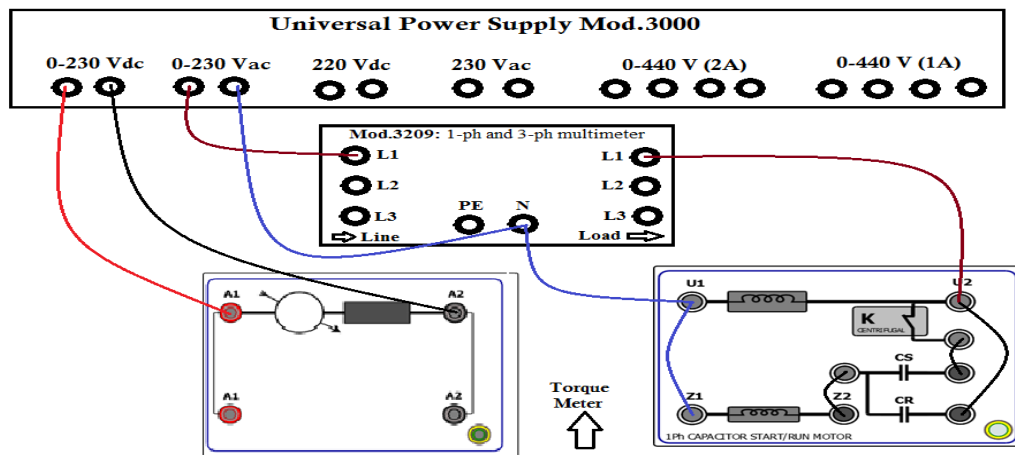 Universal Power Supply Mod.3000
0-230 Vdc 0-230 Vac 220 Vdc 230 Vac 0-440 V (2A) 0-440 V (1A)
Mod.3209: 1-ph and 3-ph multimeter
L1 L1
L2 L2
L3 PE N L3
Line Load
A1 A2
A1 A2
Torque
Meter
U1 U2
K
CENTRIFUGAL
CS
Z1 Z2 CR
1Ph CAPACITOR START/RUN MOTOR